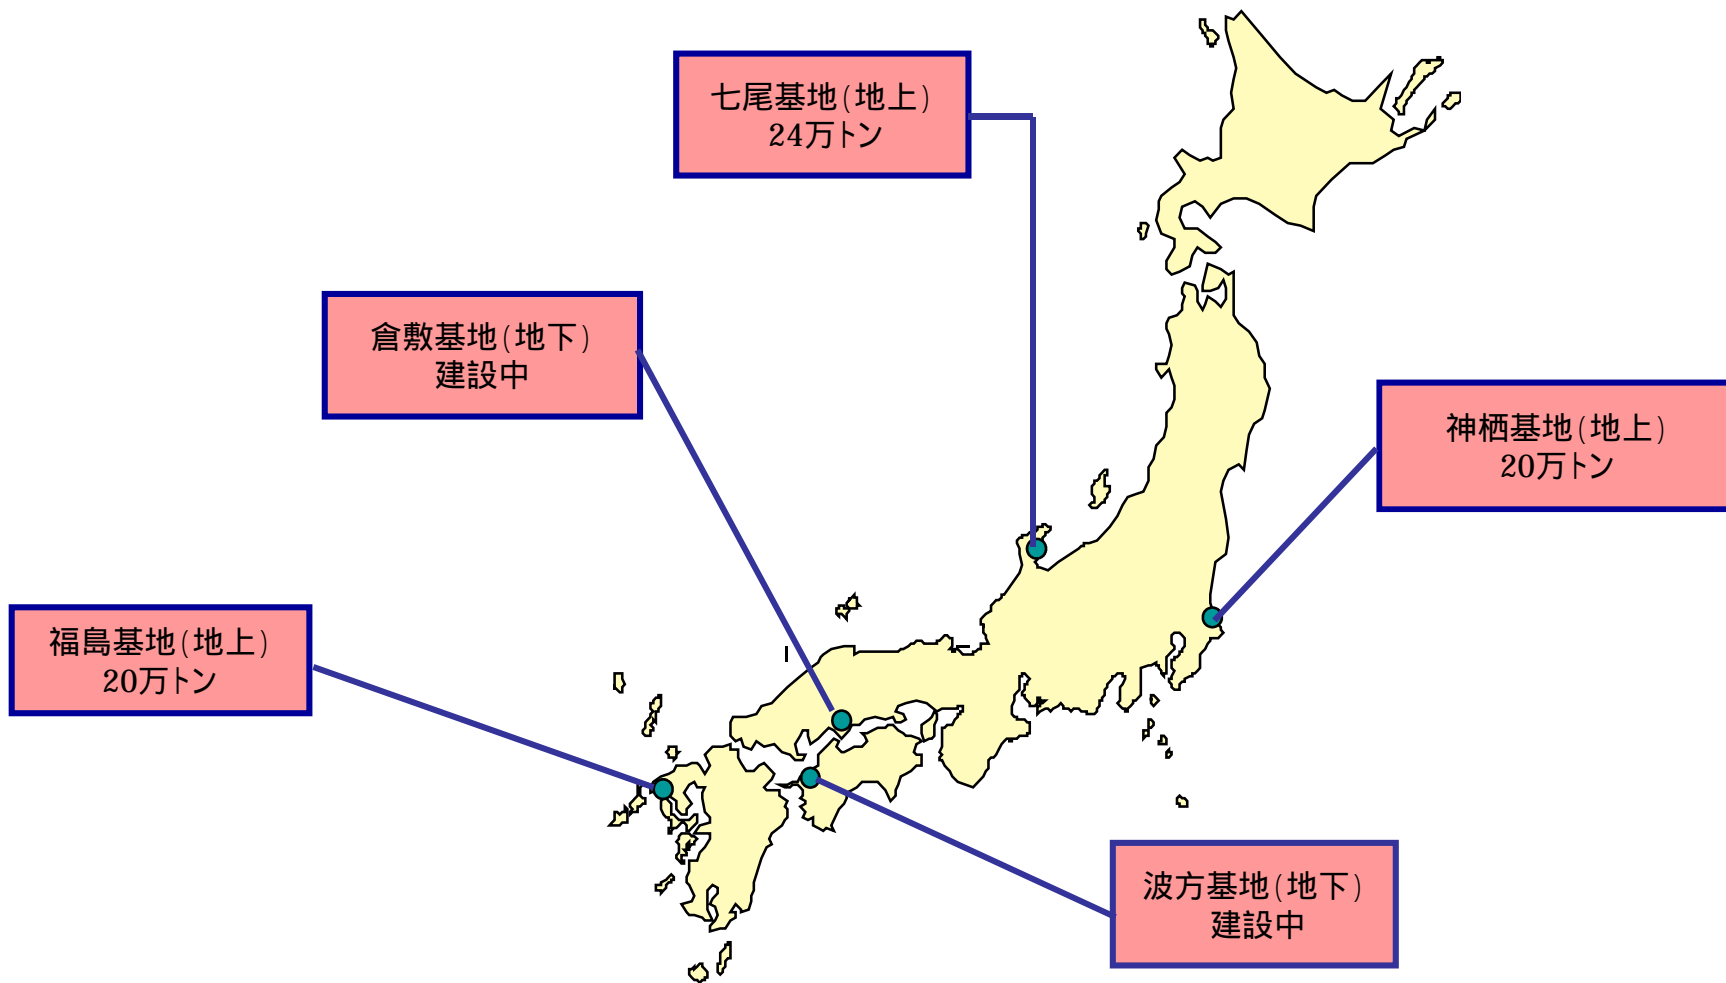 七尾基地(地上)
24万トン
倉敷基地(地下)
建設中
神栖基地(地上)
20万トン
福島基地(地上)
20万トン
波方基地(地下)
建設中